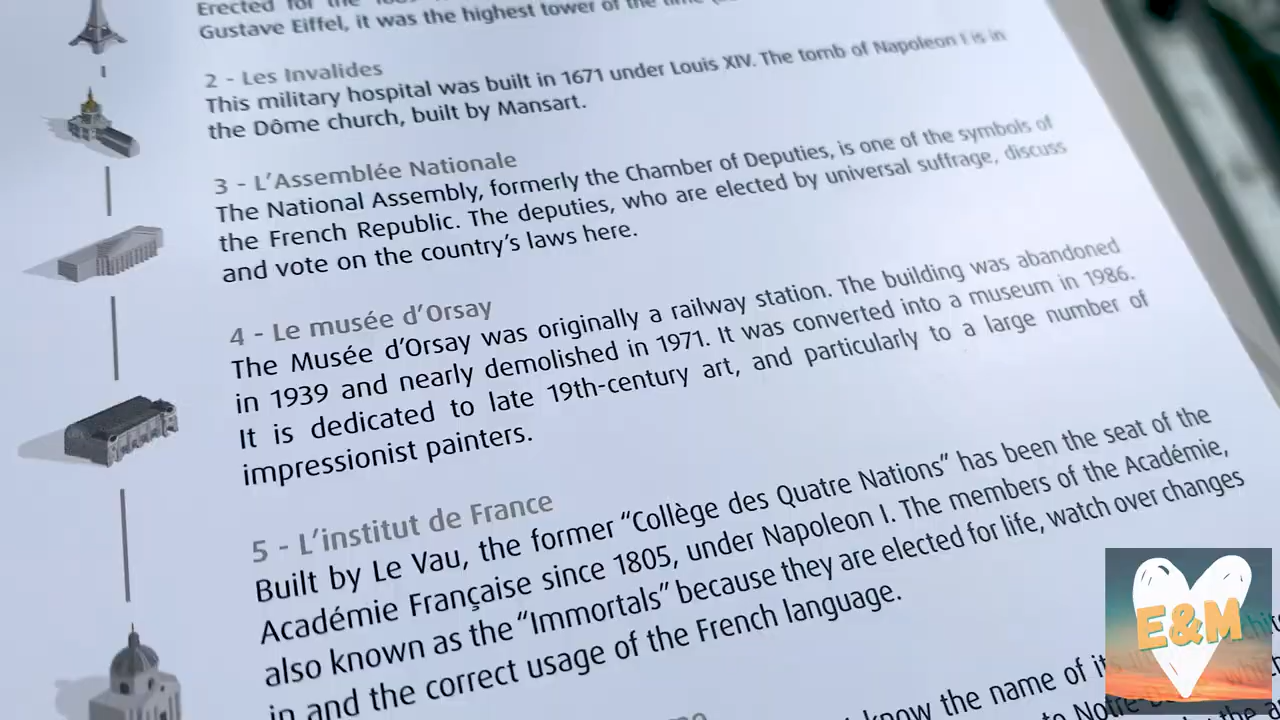 Erected for the
Gustave Eiffel, it was the highest tower of the time
2 - Les Invalides
This military hospital was built in 1671 under Louis XIV. The tomb of Napoleon I is in
the Dôme church, built by Mansart.
3 - L'Assemblée Nationale
The National Assembly, formerly the Chamber of Deputies, is one of the symbols of
the French Republic. The deputies, who are elected by universal suffrage, discuss
and vote on the country's laws here.
4 - Le musée d'Orsay
The Musée d'Orsay was originally a railway station. The building was abandoned
in 1939 and nearly demolished in 1971. It was converted into a museum in 1986.
It is dedicated to late 19th-century art, and particularly to a large number of
impressionist painters.
5 - L'institut de France
Built by Le Vau, the former “Collège des Quatre Nations” has been the seat of the
Académie Française since 1805, under Napoleon I. The members of the Académie,
also known as the “Immortals” because they are elected for life, watch over changes
in and the correct usage of the French language.
know the name of
to Notre-
the
E&M